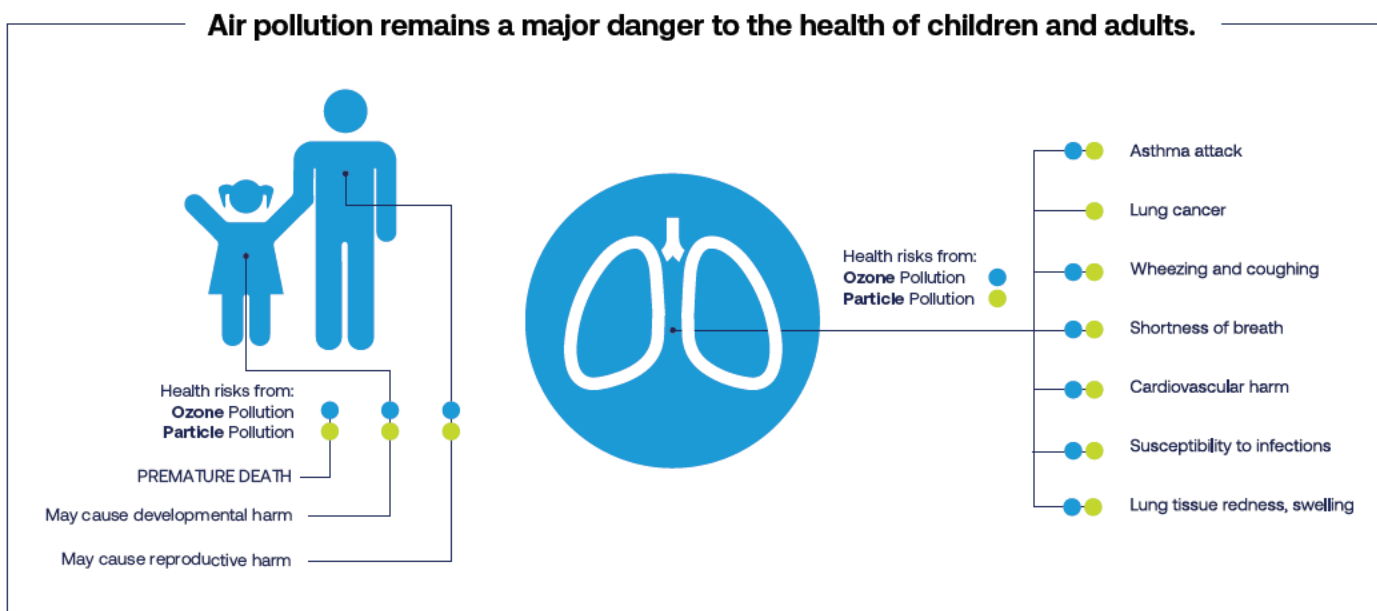 Air pollution remains a major danger to the health of children and adults.
Health risks from:
Ozone Pollution
Particle Pollution
PREMATURE DEATH
May cause developmental harm
May cause reproductive harm
Health risks from:
Ozone Pollution
Particle Pollution
Asthma attack
Lung cancer
Wheezing and coughing
Shortness of breath
Cardiovascular harm
Susceptibility to infections
Lung tissue redness, swelling